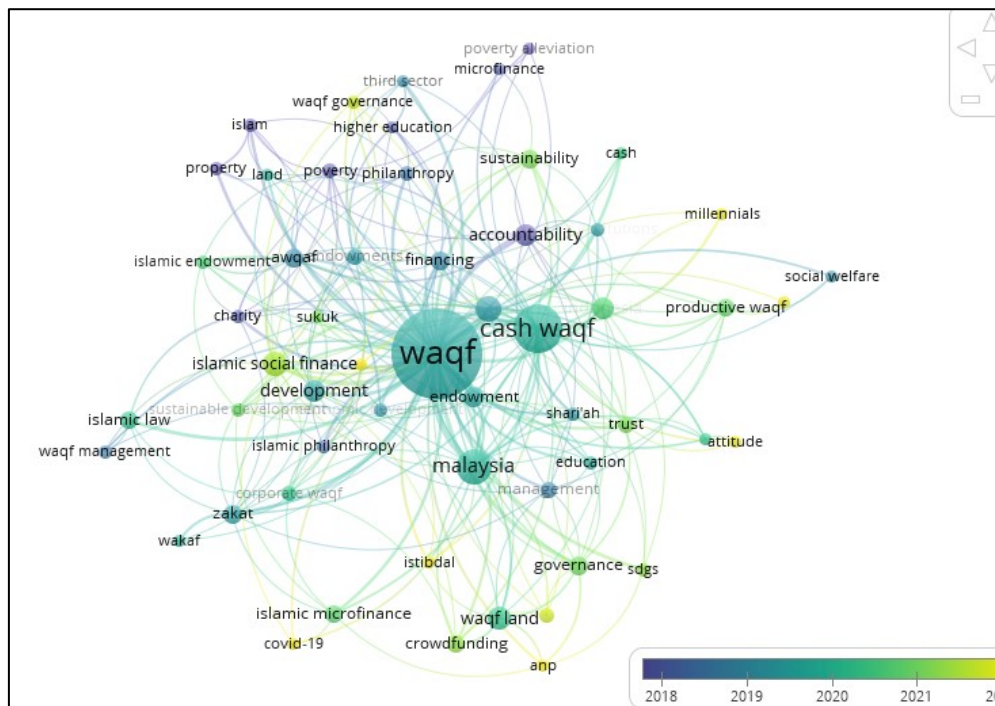 poverty alleviation
microfinance
third sector
waqf governance
islam
higher education
property
land
poverty
philanthropy
sustainability
cash
millennials
accountability
islamic endowment
awqaf
endowments
financing
social welfare
charity
sukuk
cash waqf
productive waqf
waqf
islamic social finance
development
endowment
sustainable development
shari'ah
islamic law
trust
waqf management
islamic philanthropy
attitude
malaysia
education
corporate waqf
management
zakat
wakaf
istibdal
governance
sdgs
islamic microfinance
waqf land
covid-19
crowdfunding
anp
2018
2019
2020
2021